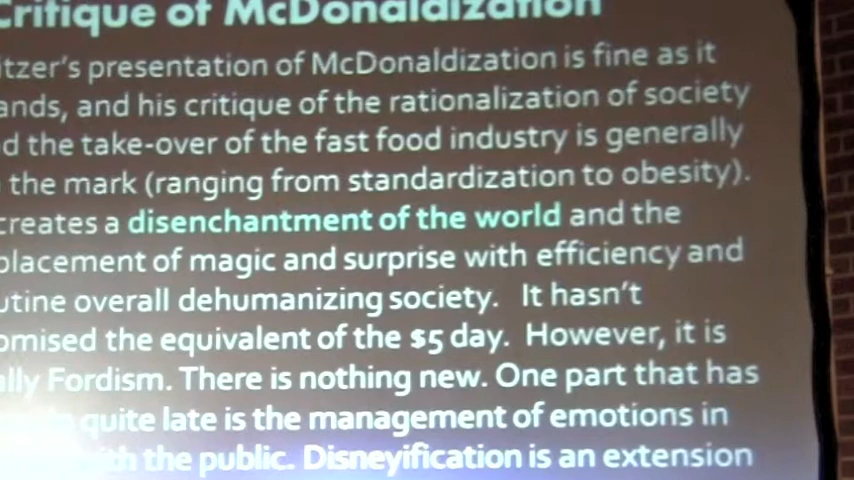 Critique of McDonaldization
itzer's presentation of McDonaldization is fine as it
ands, and his critique of the rationalization of society
d the take-over of the fast food industry is generally
the mark (ranging from standardization to obesity).
creates a disenchantment of the world and the
placement of magic and surprise with efficiency and
utine overall dehumanizing society. It hasn't
omised the equivalent of the $5 day. However, it is
ally Fordism. There is nothing new. One part that has
quite late is the management of emotions in
the public. Disneyification is an extension